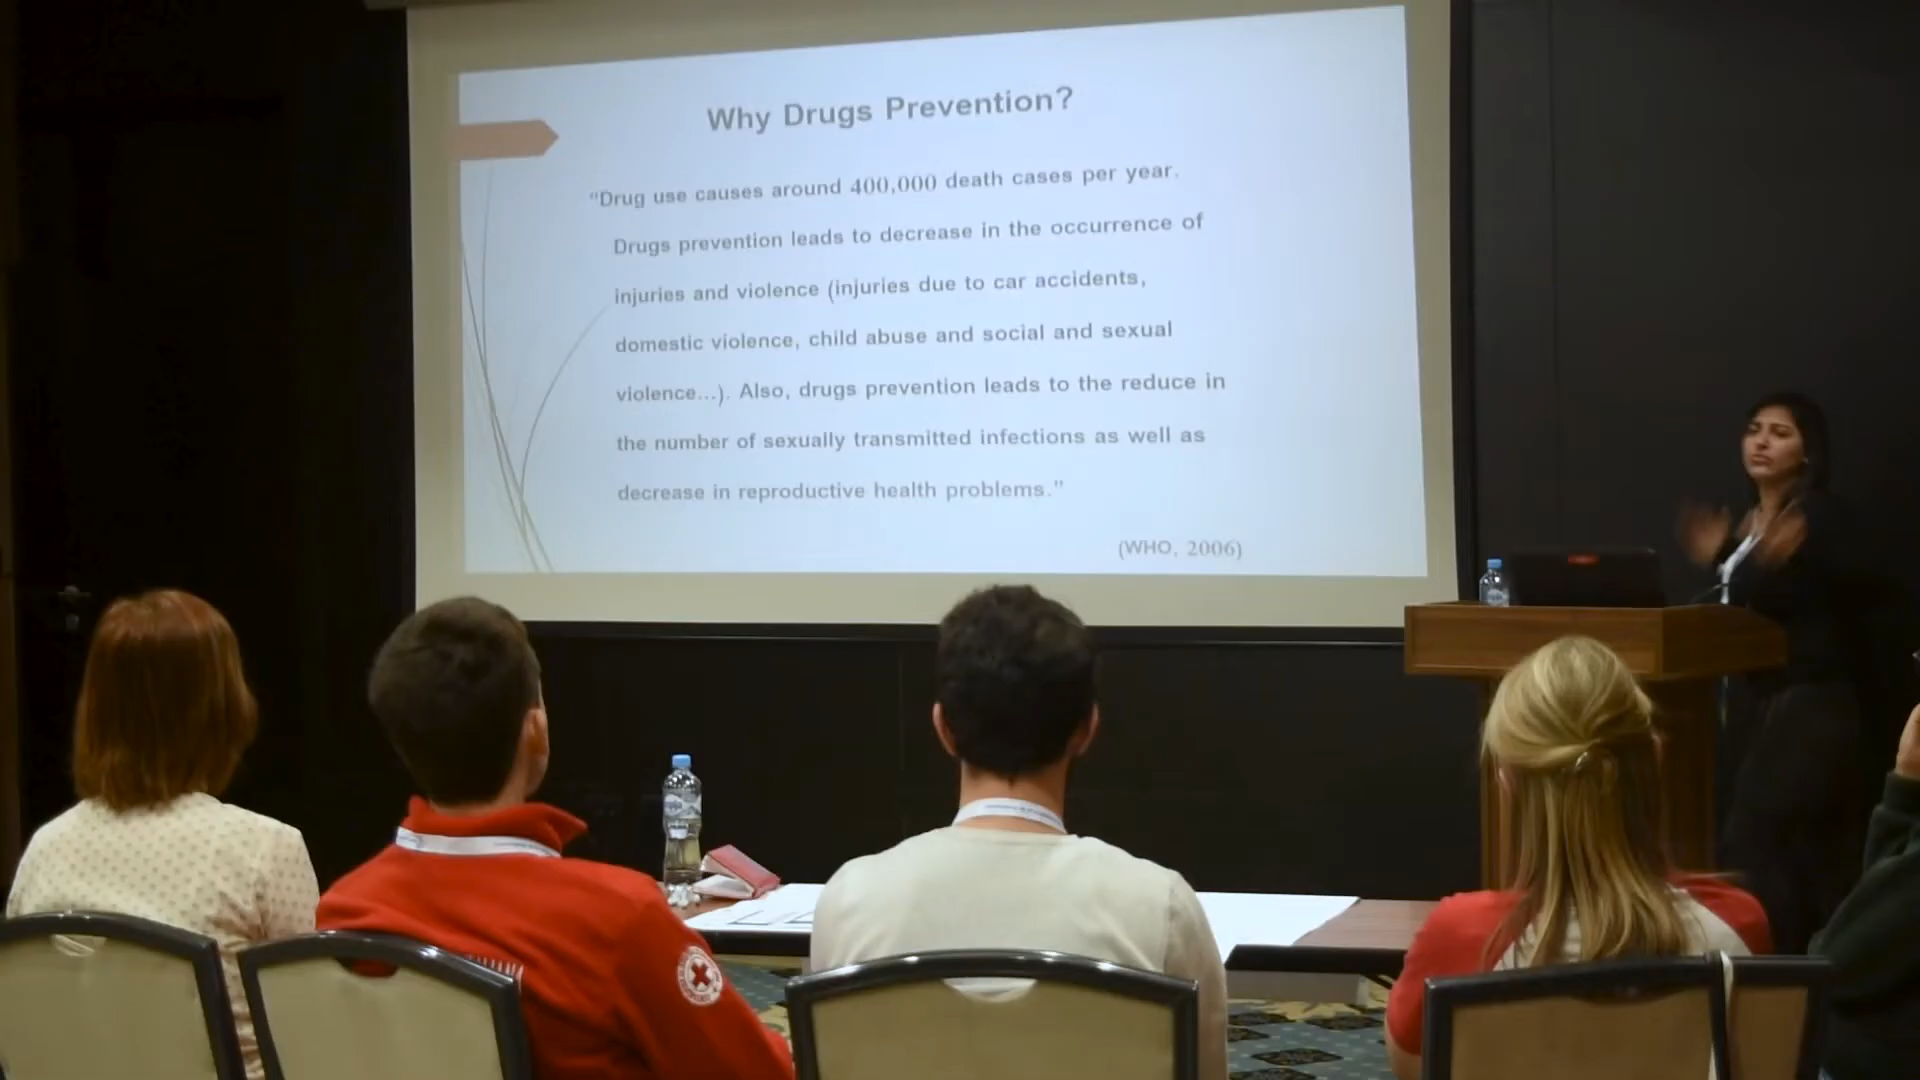 Why Drugs Prevention?
"Drug use causes around 400,000 death cases per year.
Drugs prevention leads to decrease in the occurrence of
injuries and violence (injuries due to car accidents,
domestic violence, child abuse and social and sexual
violence...). Also, drugs prevention leads to the reduce in
the number of sexually transmitted infections as well as
decrease in reproductive health problems."
(WHO, 2006)